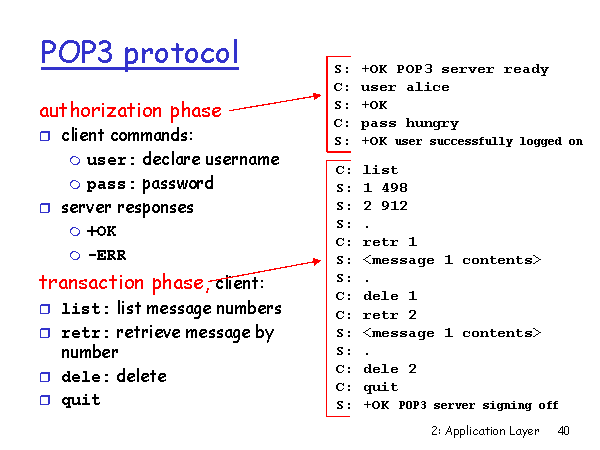 POP3 protocol
authorization phase
client commands:
user: declare username
pass: password
server responses
+OK
-ERR
transaction phase, client:
list: list message numbers
retr: retrieve message by
number
dele: delete
quit
S: +OK POP3 server ready
C: user alice
S: +OK
C: pass hungry
S: +OK user successfully logged on
C: list
S: 1 498
S: 2 912
S: .
C: retr 1
S: <message 1 contents>
S: .
C: dele 1
C: retr 2
S: <message 1 contents>
S: .
C: dele 2
C: quit
S: +OK POP3 server signing off
2: Application Layer 40